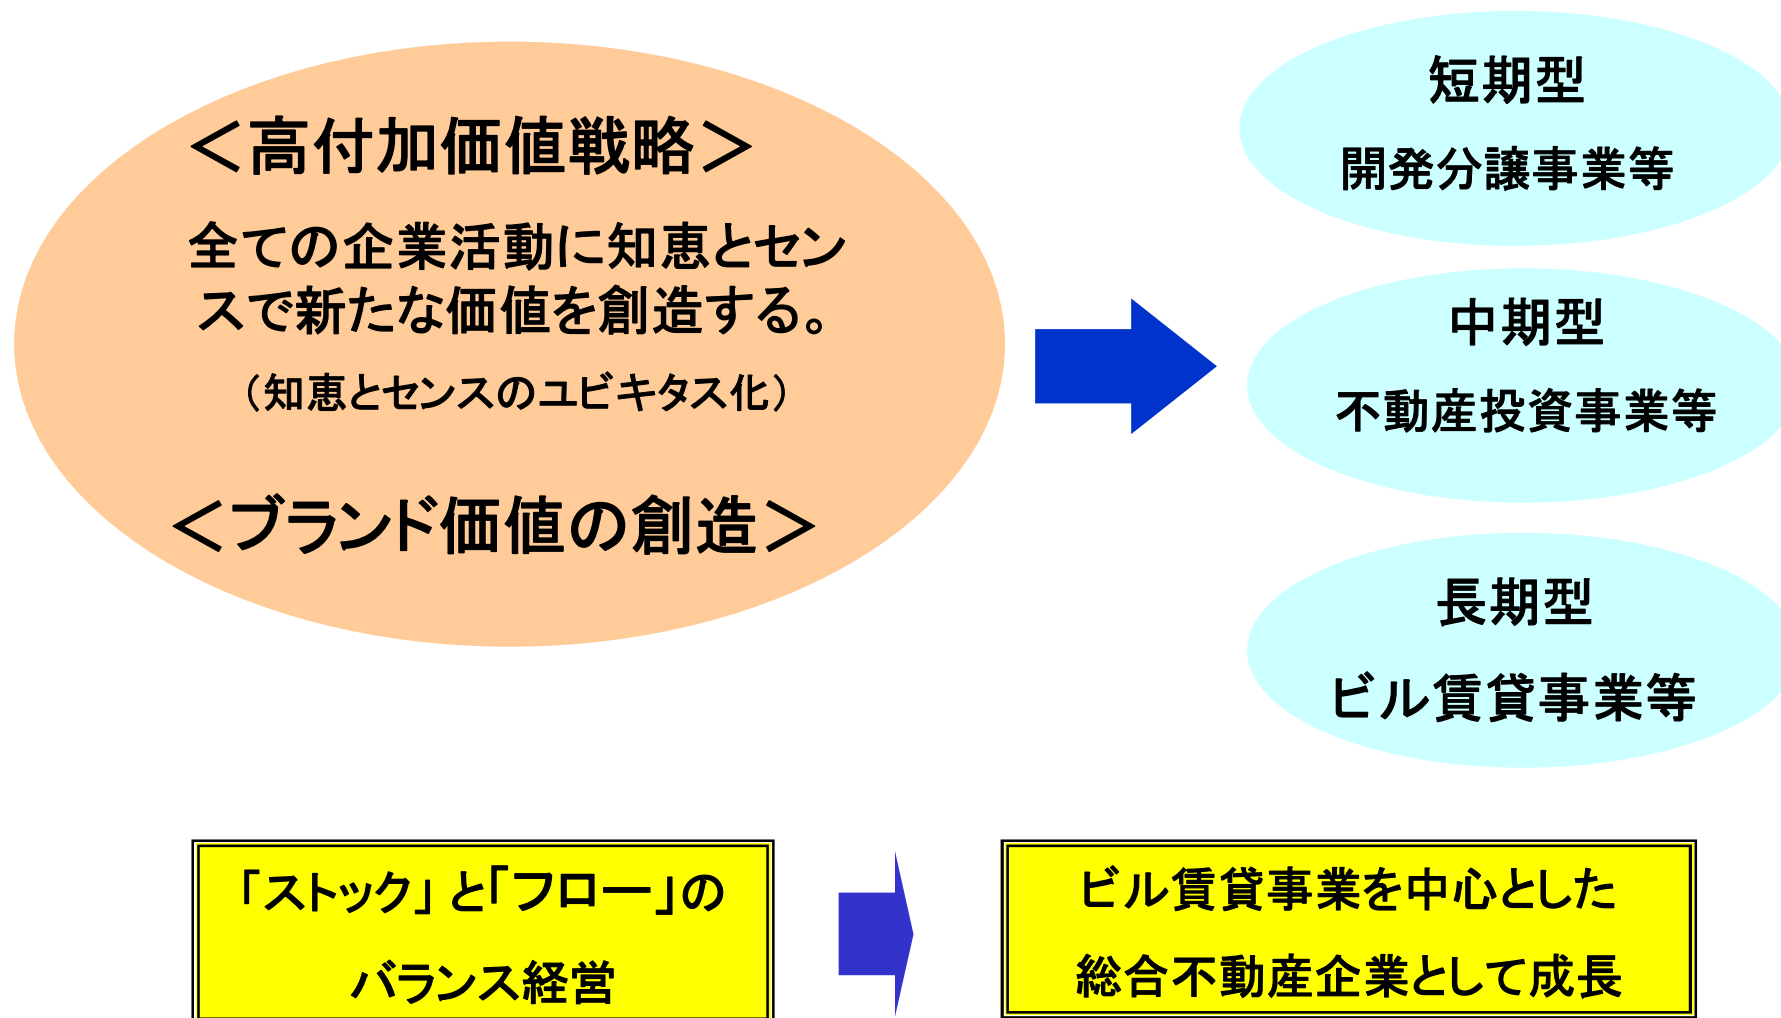 ＜高付加価値戦略＞
全ての企業活動に知恵とセン
スで新たな価値を創造する。
（知恵とセンスのユビキタス化）
＜ブランド価値の創造＞
短期型
開発分譲事業等
中期型
不動産投資事業等
長期型
ビル賃貸事業等
「ストック」と「フロー」の
バランス経営
ビル賃貸事業を中心とした
総合不動産企業として成長